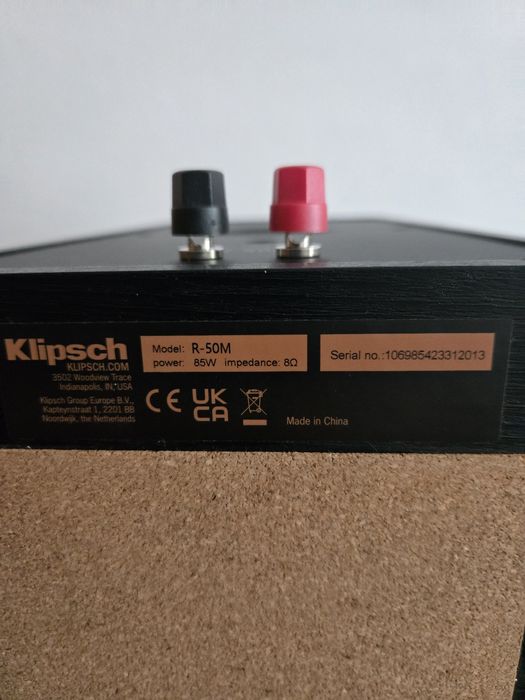 Klipsch
KLIPSCH.COM
3502 Woodview Trace
Indianapolis, IN, USA
Klipsch Group Europe B.V.,
Kapteynstraat 1, 2201 BB
Noordwijk, the Netherlands
Model: R-50M
power: 85W impedance: 8Ω
CE UK
CA
Serial no.:106985423312013
Made in China